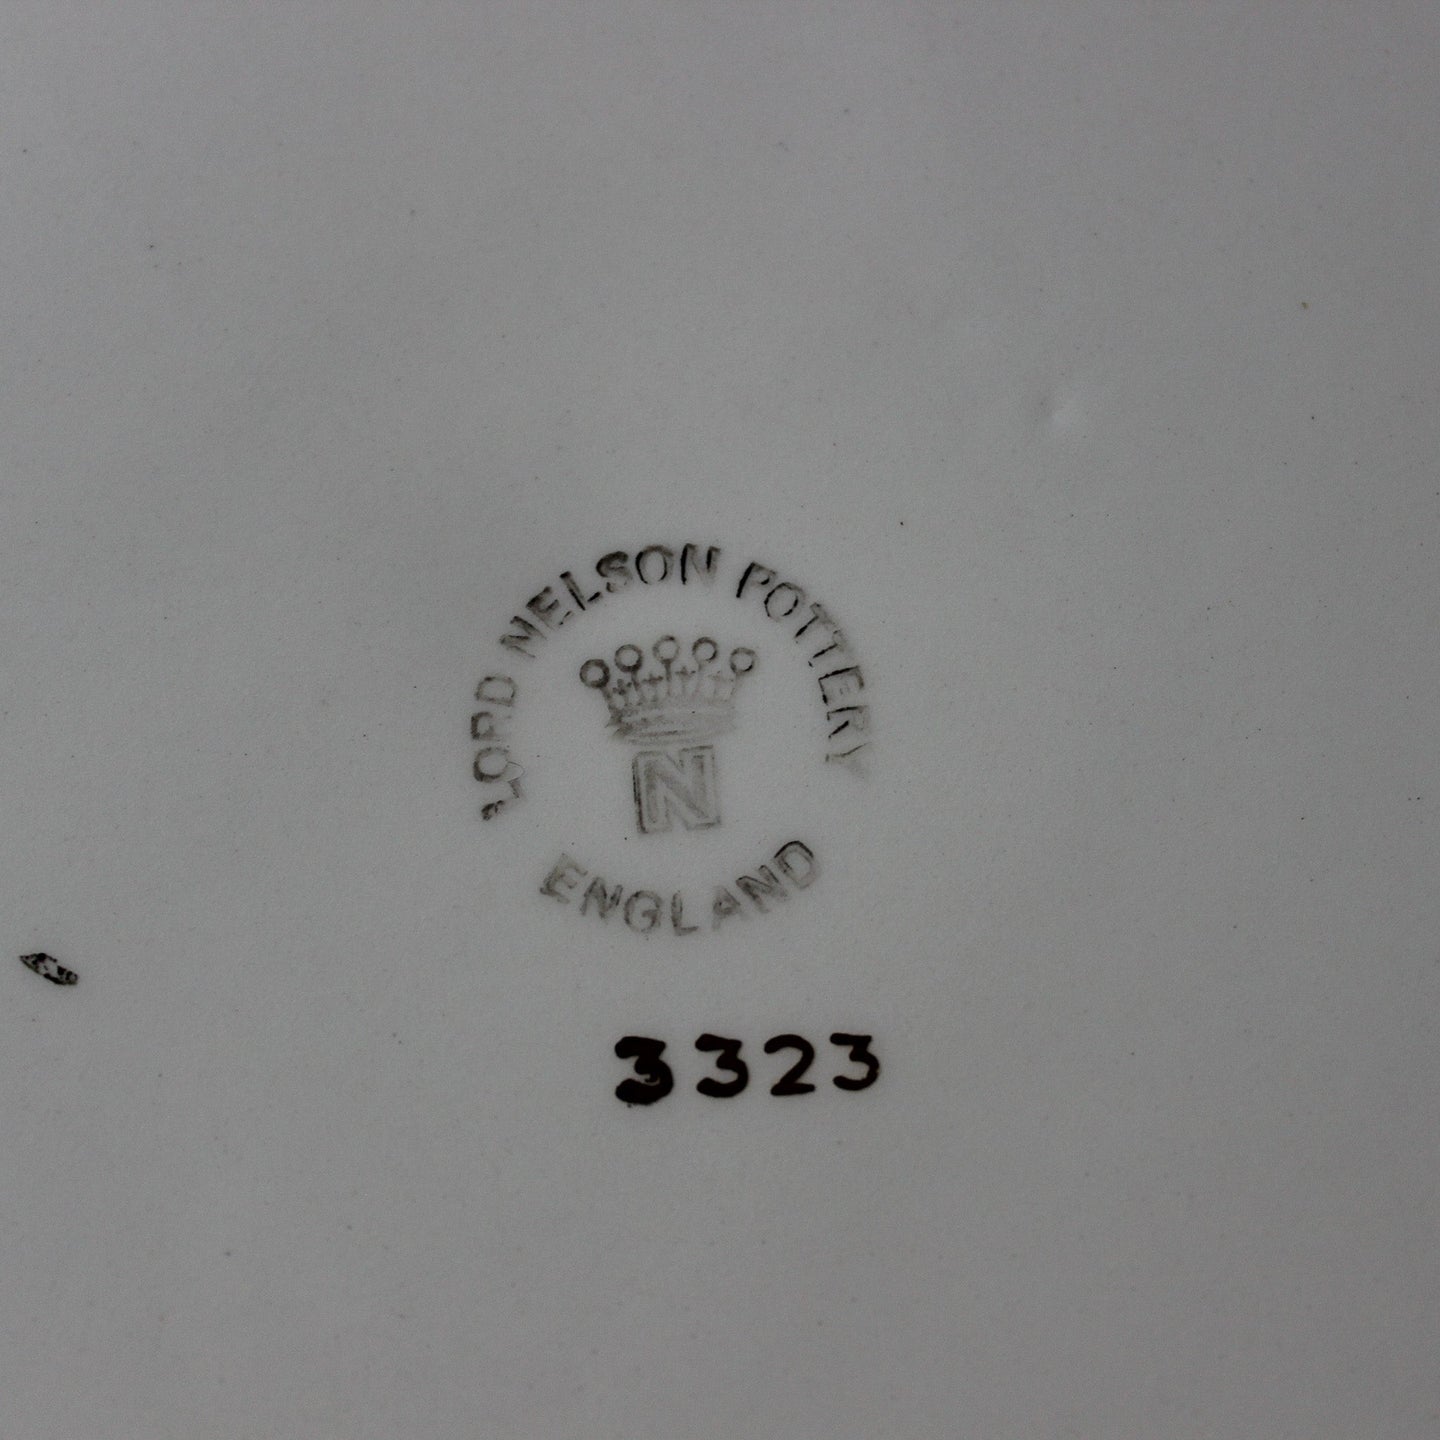 LORD NELSON POTTERY
N
ENGLAND
3323